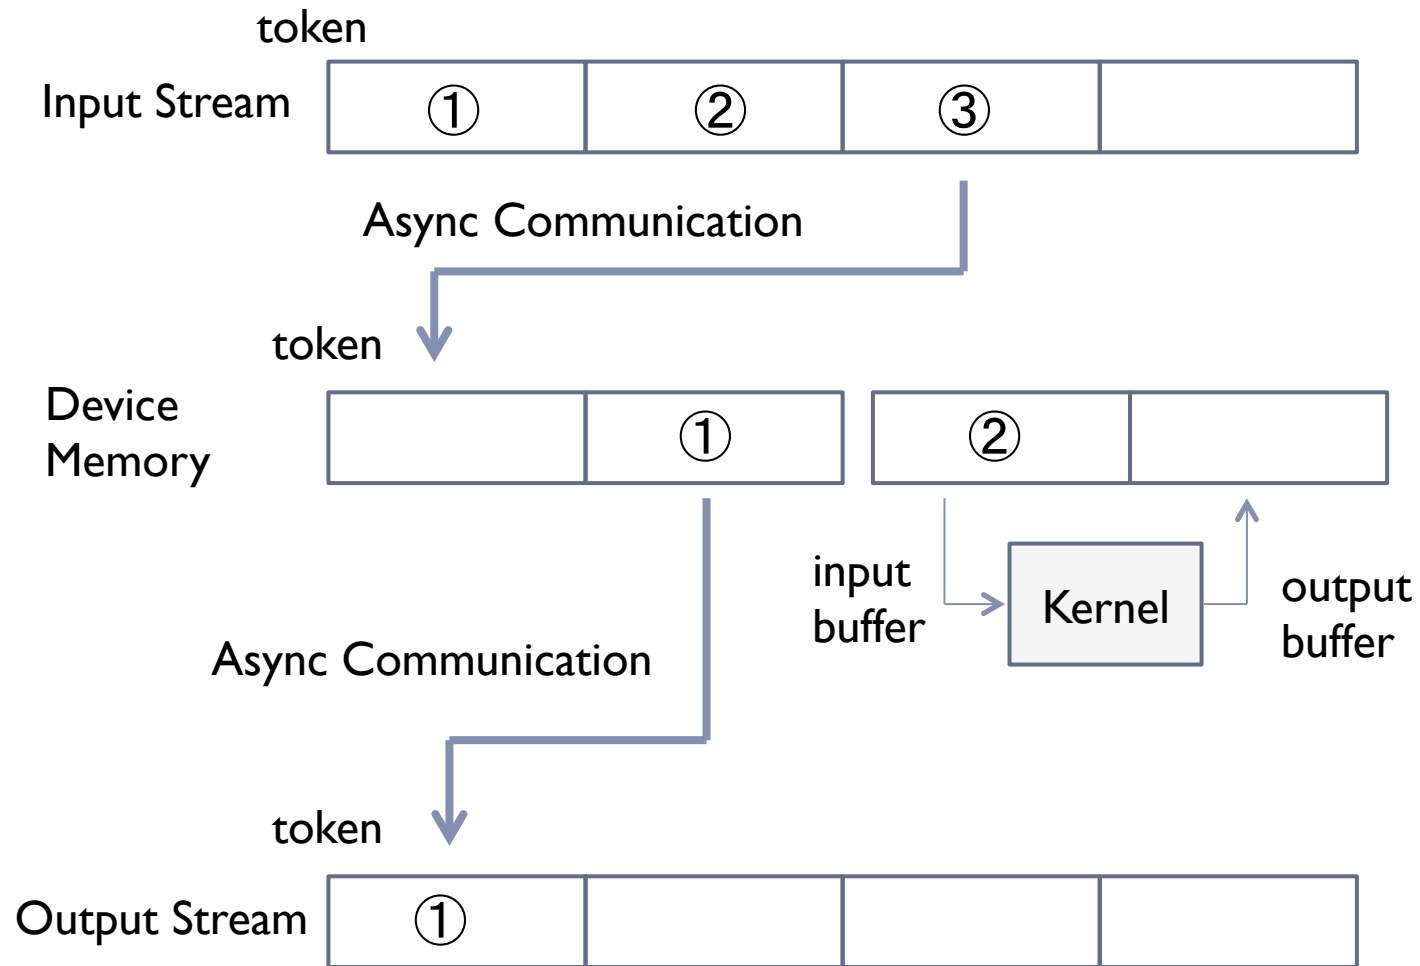 token
Input Stream
① ② ③
Async Communication
token
Device
Memory
① ②
input
buffer
Kernel
output
buffer
Async Communication
token
Output Stream
①